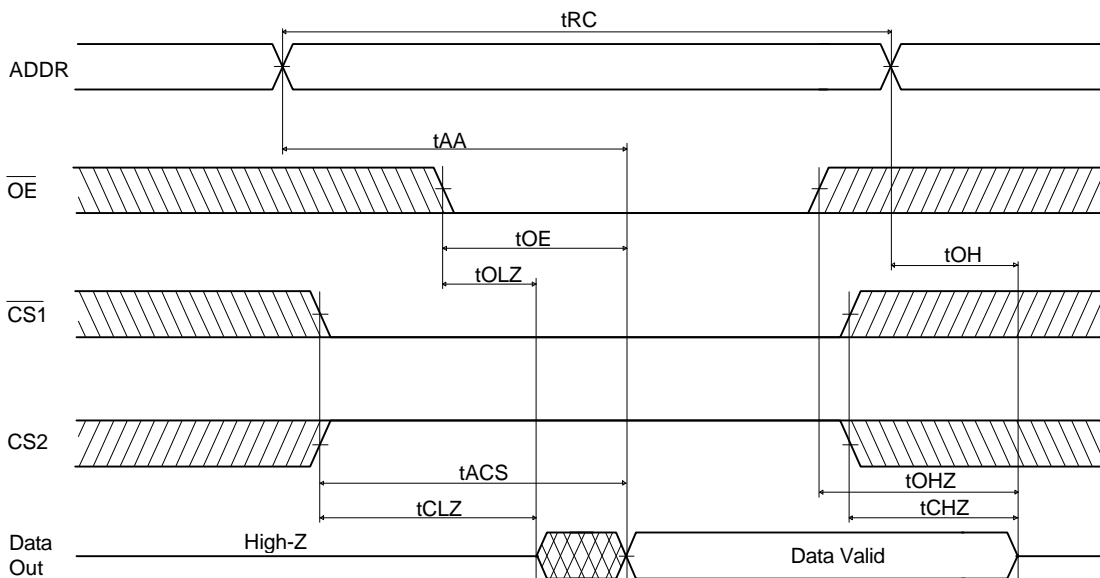 tRC
ADDR
tAA
OE
tOE
tOH
tOLZ
CS1
CS2
tACS
tOHZ
tCLZ
tCHZ
High-Z
Data
Out
Data Valid